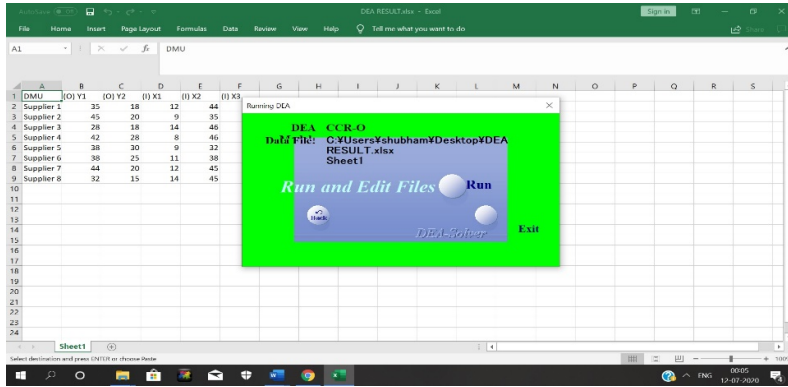 AutoSave Off DEA RESULT.xlsx - Excel Sign in
File Home Insert Page Layout Formulas Data Review View Help Tell me what you want to do Share
A1 fx DMU
A B C D E F G H I J K L M N O P Q R S
1 DMU (O) Y1 (O) Y2 (I) X1 (I) X2 (I) X3
2 Supplier 1 35 18 12 44
3 Supplier 2 45 20 9 35
4 Supplier 3 28 18 14 46
5 Supplier 4 42 28 8 46
6 Supplier 5 38 30 9 32
7 Supplier 6 38 25 11 38
8 Supplier 7 44 20 12 45
9 Supplier 8 32 15 14 45
10
11
12
13
14
15
16
17
18
19
20
21
22
23
24
Running DEA
DEA CCR-O
Data File: C:¥Users¥shubham¥Desktop¥DEA
RESULT.xlsx
Sheet1
Run and Edit Files Run
Back
DEA-Solver Exit
Sheet1
Select destination and press ENTER or choose Paste 100%
ENG 00:05
12-07-2020